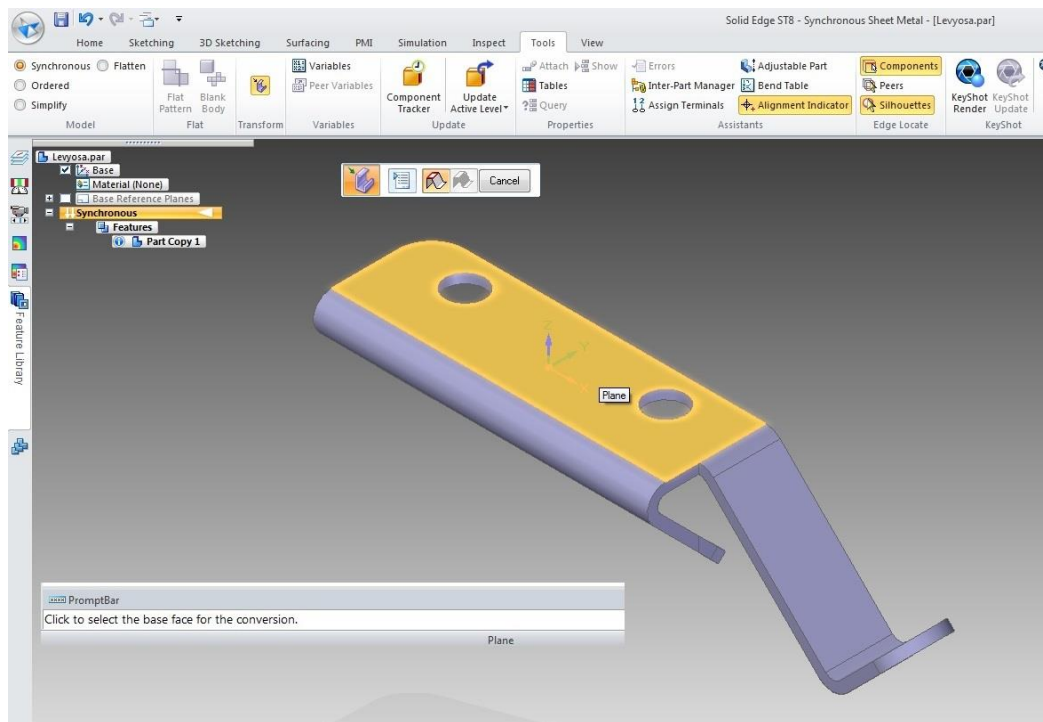 Solid Edge ST8 - Synchronous Sheet Metal - [Levyosa.par]
Home Sketching 3D Sketching Surfacing PMI Simulation Inspect Tools View
Synchronous Flatten
Ordered
Simplify
Model
Flat Pattern
Blank Body
Flat
Transform
Variables
Peer Variables
Variables
Component Tracker
Update Active Level
Update
Attach Show
Tables
Query
Properties
Errors
Inter-Part Manager
Assign Terminals
Adjustable Part
Bend Table
Alignment Indicator
Assistants
Components
Peers
Silhouettes
Edge Locate
KeyShot Render
KeyShot Update
KeyShot
Levyosa.par
Base
Material (None)
Base Reference Planes
Synchronous
Features
Part Copy 1
Feature Library
Cancel
Z
Y
X
Plane
PromptBar
Click to select the base face for the conversion.
Plane